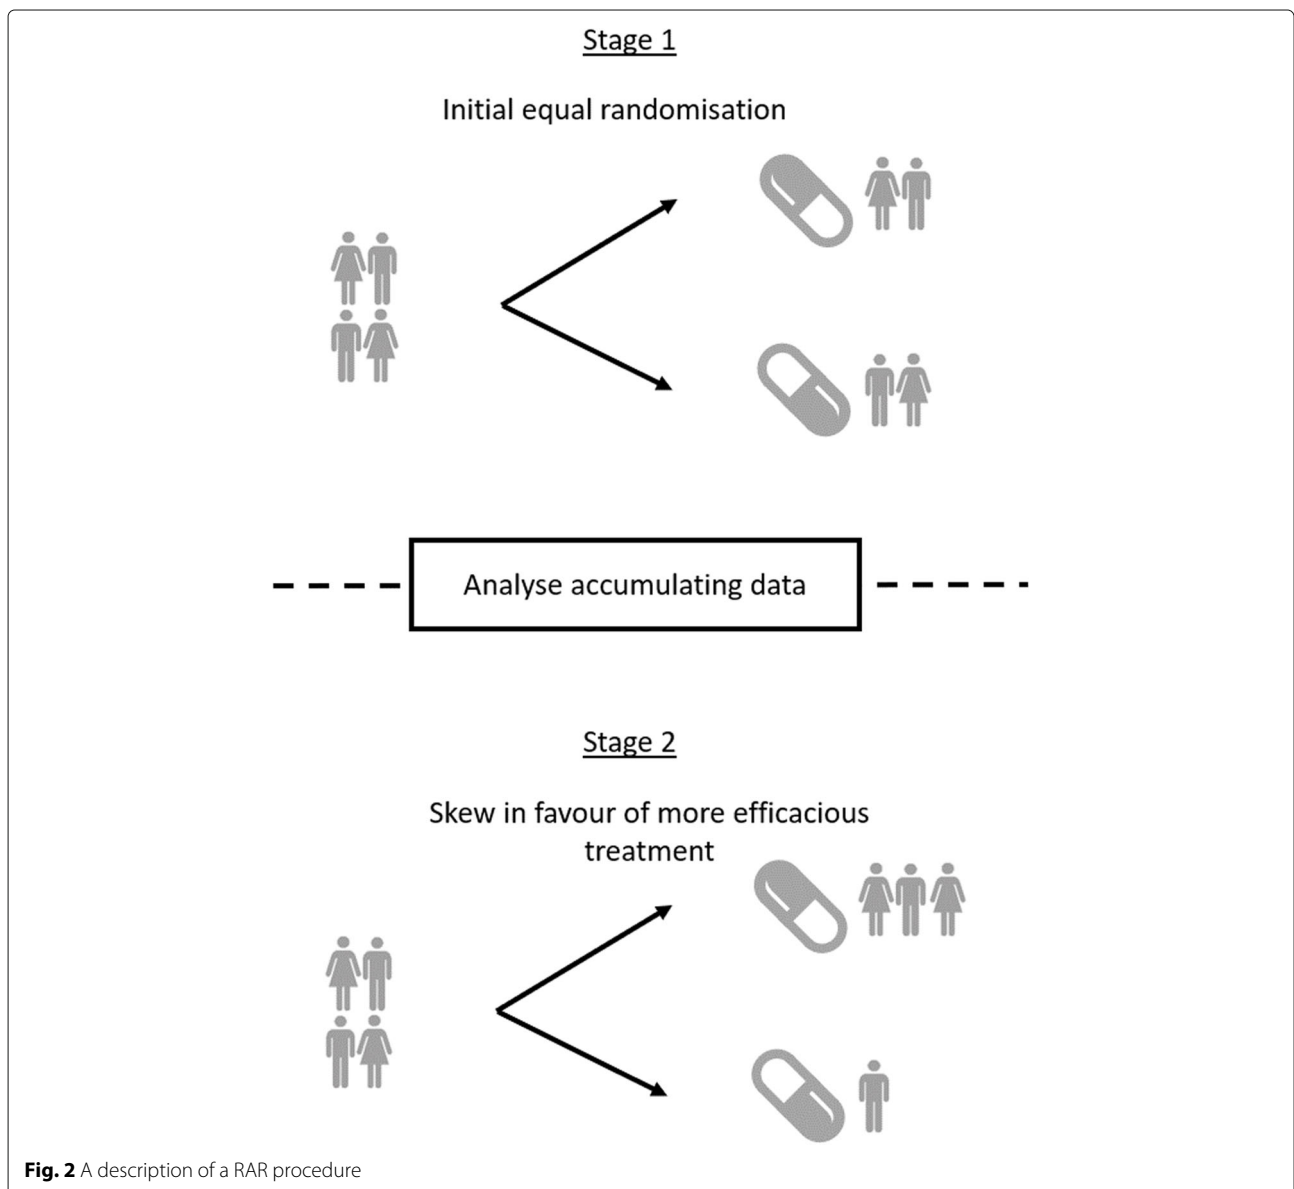 Stage 1
Initial equal randomisation
Analyse accumulating data
Stage 2
Skew in favour of more efficacious
treatment
Fig. 2 A description of a RAR procedure